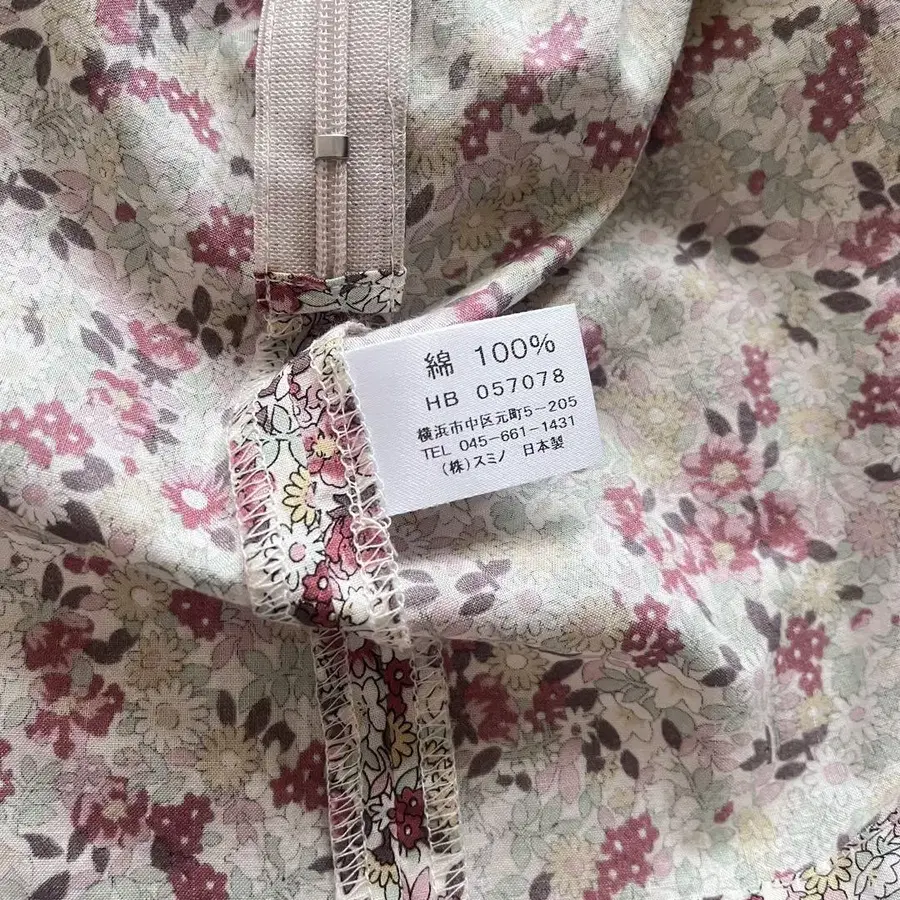 綿 100%
HB 057078
横浜市中区元町5-205
TEL 045-661-1431
(株)スミノ 日本製